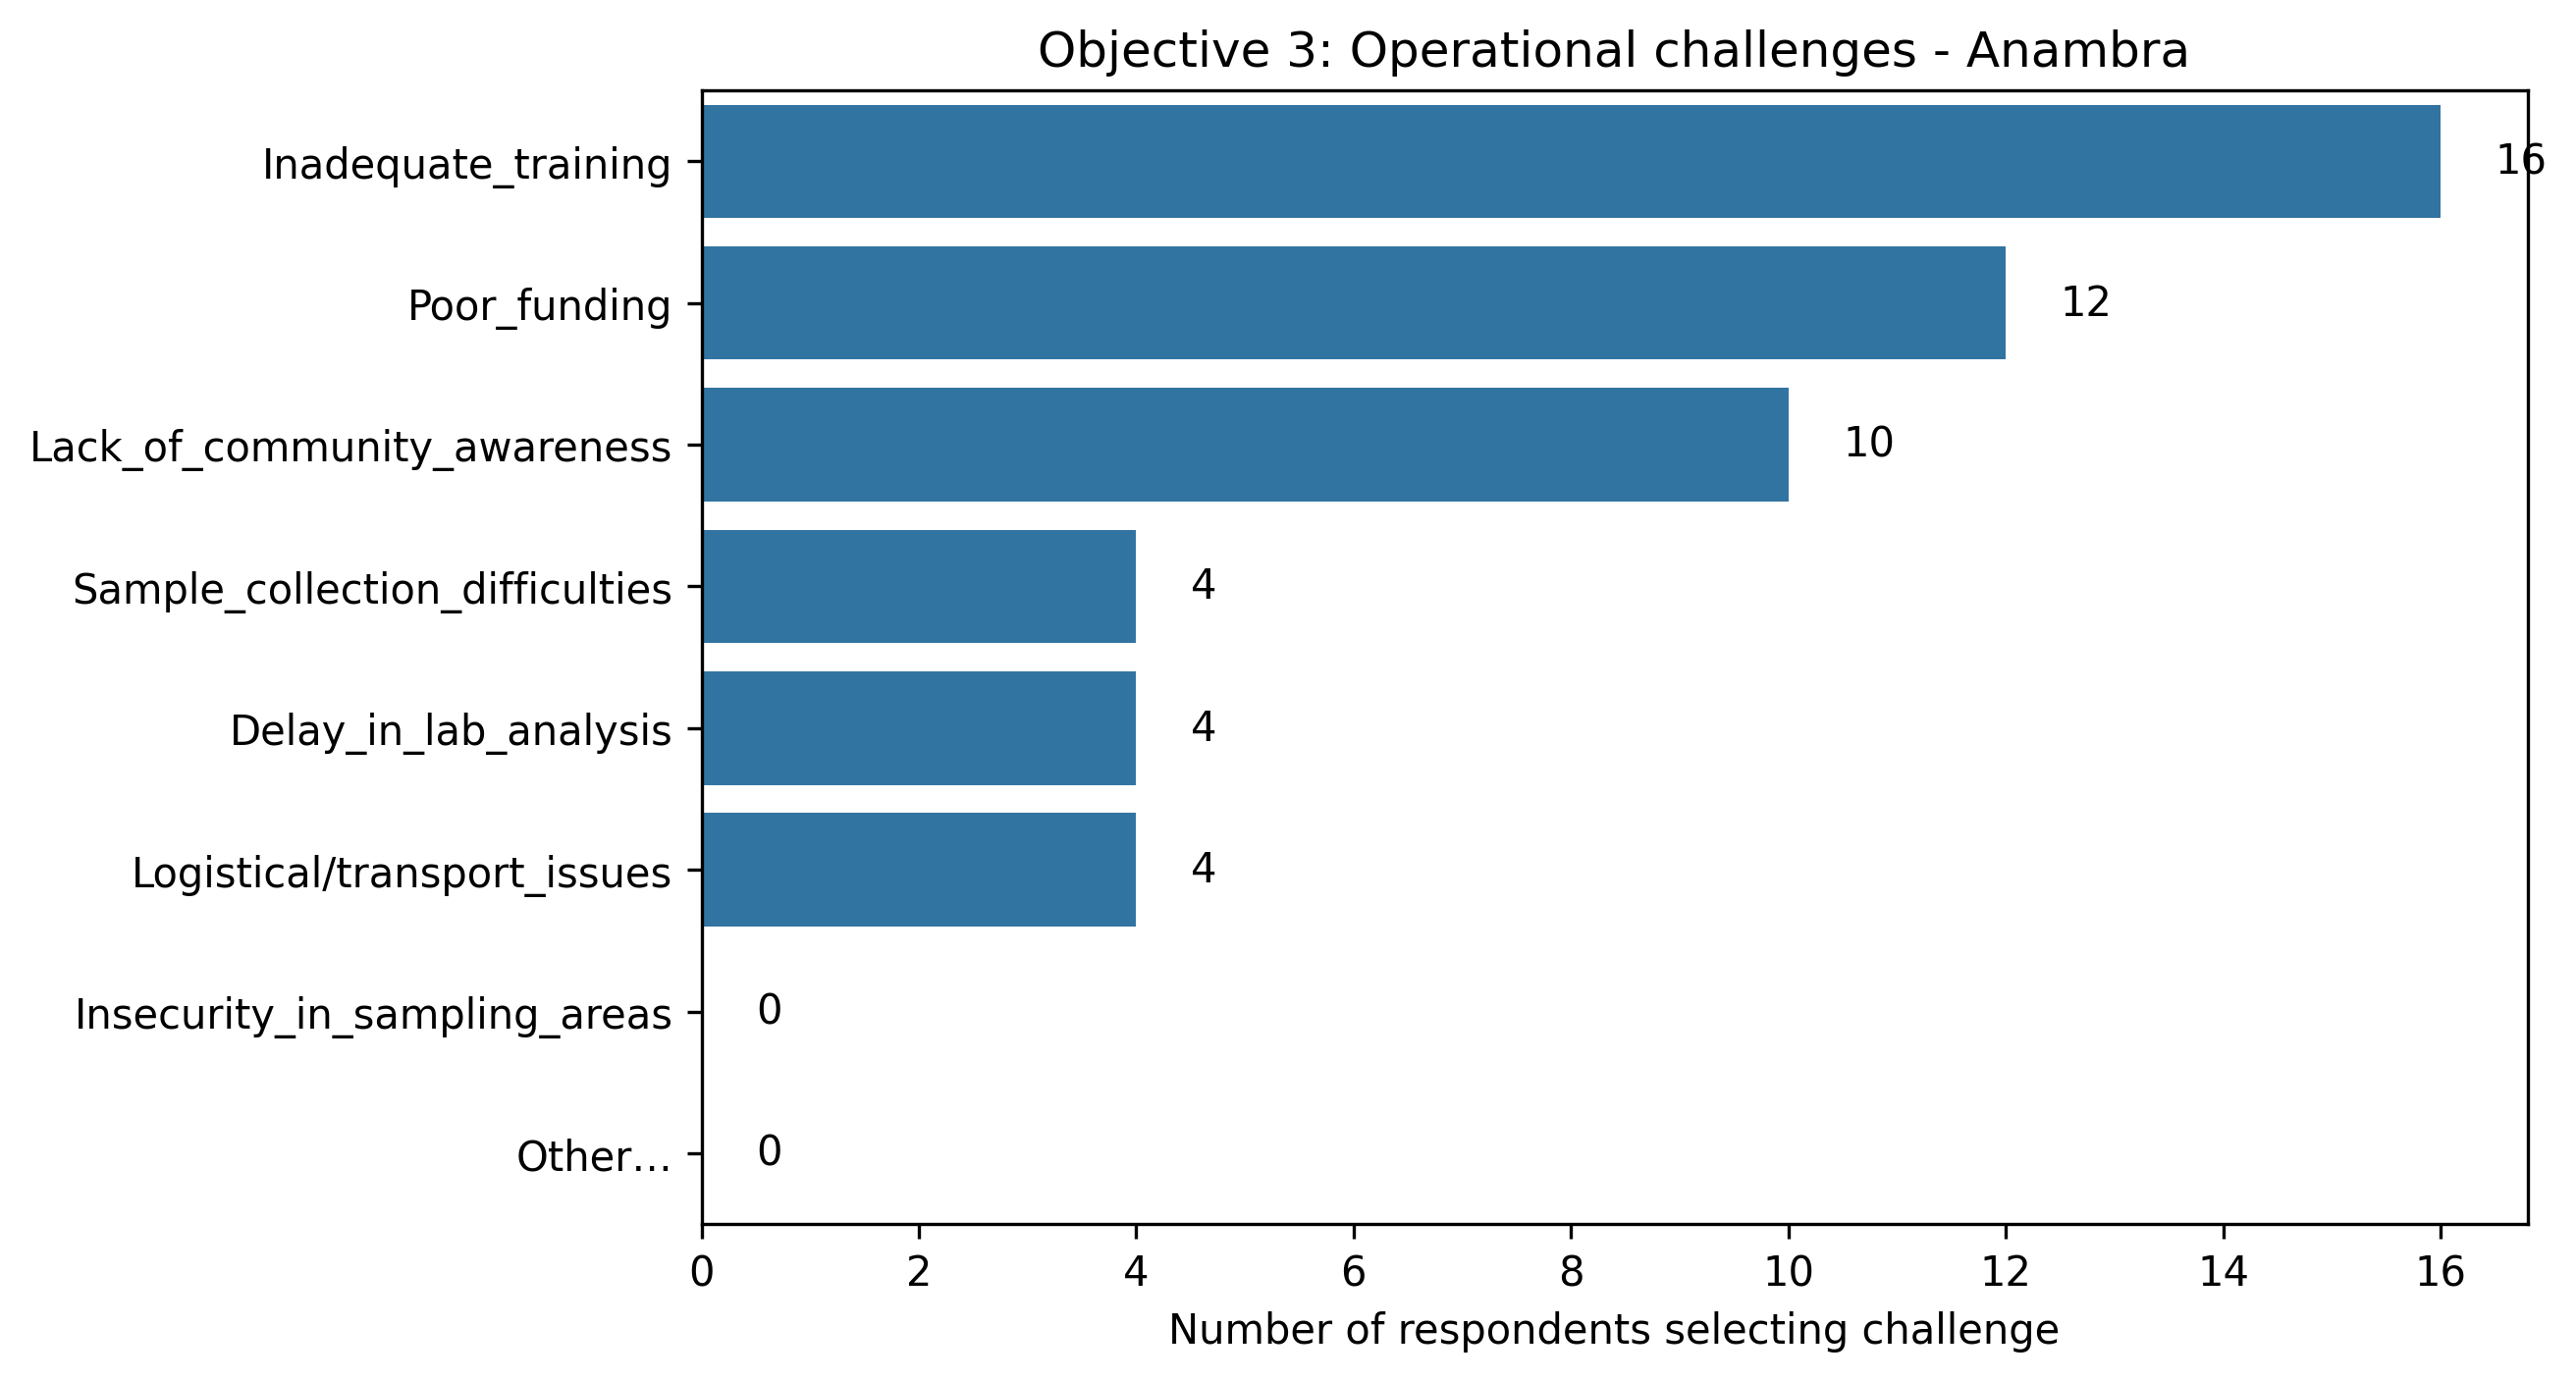 Objective 3: Operational challenges - Anambra
Inadequate_training 16
Poor_funding 12
Lack_of_community_awareness 10
Sample_collection_difficulties 4
Delay_in_lab_analysis 4
Logistical/transport_issues 4
Insecurity_in_sampling_areas 0
Other... 0
0 2 4 6 8 10 12 14 16
Number of respondents selecting challenge